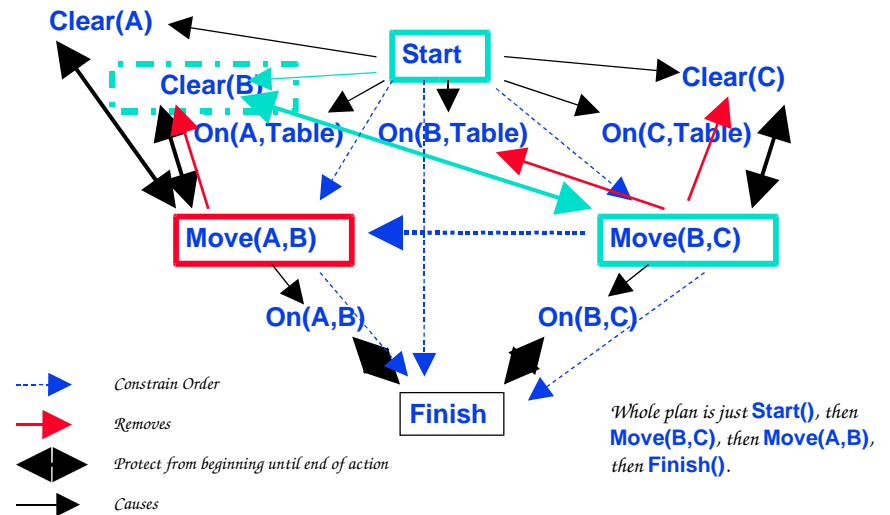 Clear(A)
Start
Clear(B)
Clear(C)
On(A,Table)
On(B,Table)
On(C,Table)
Move(A,B)
Move(B,C)
On(A,B)
On(B,C)
Constrain Order
Finish
Whole plan is just Start(), then
Removes
Move(B,C), then Move(A,B),
then Finish().
Protect from beginning until end of action
Causes